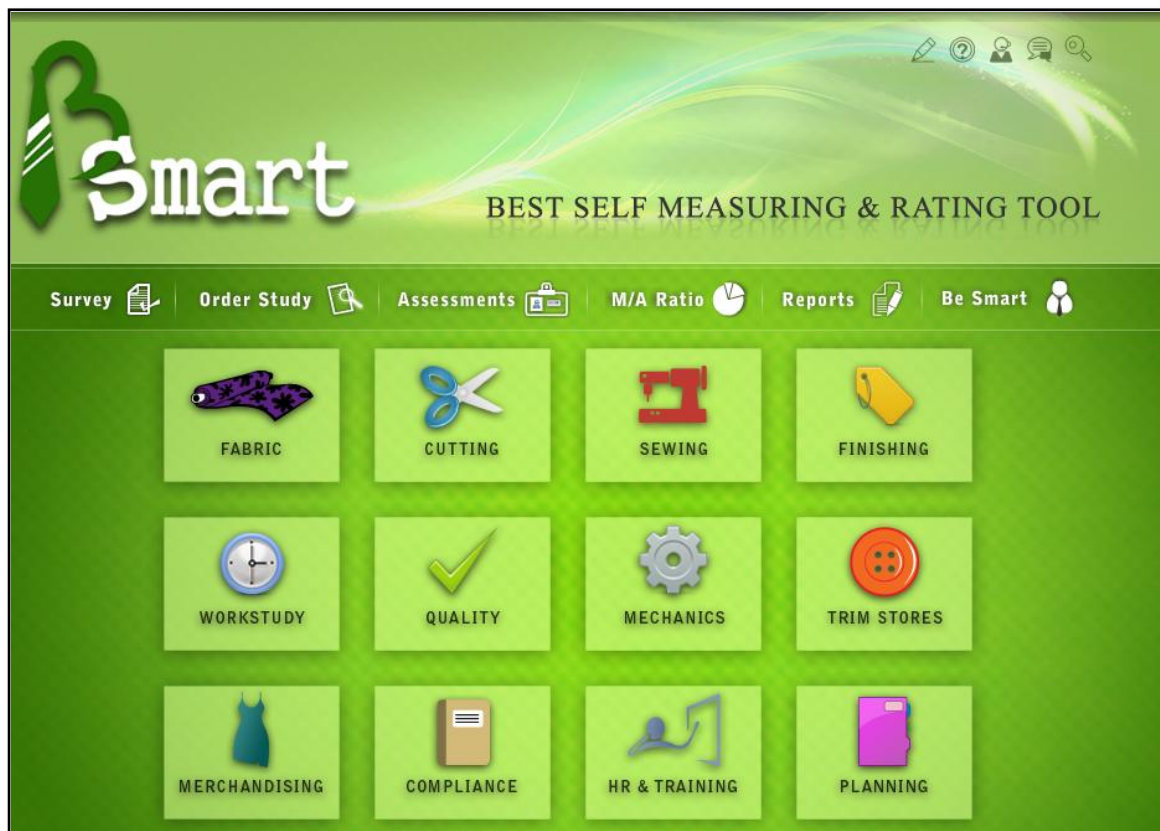 B Smart
BEST SELF MEASURING & RATING TOOL
Survey Order Study Assessments M/A Ratio Reports Be Smart
FABRIC CUTTING SEWING FINISHING
WORKSTUDY QUALITY MECHANICS TRIM STORES
MERCHANDISING COMPLIANCE HR & TRAINING PLANNING